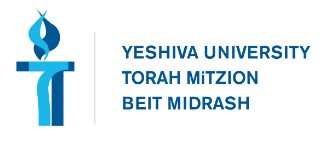 YESHIVA UNIVERSITY
TORAH MiTZION
BEIT MIDRASH